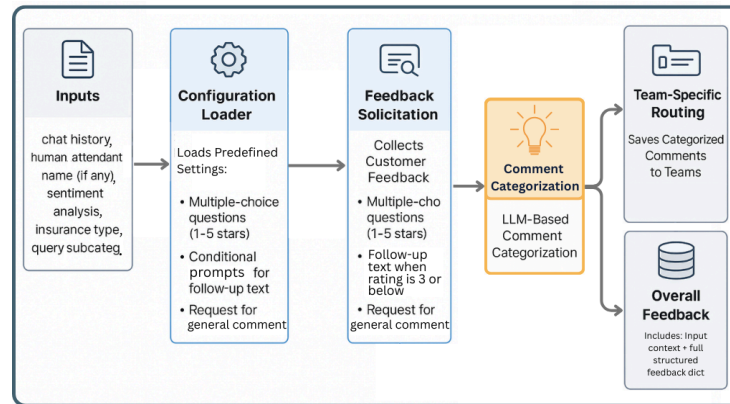 Inputs
chat history,
human attendant
name (if any),
sentiment
analysis,
insurance type,
query subcateg.
Configuration
Loader
Loads Predefined
Settings:
• Multiple-choice
questions
(1-5 stars)
• Conditional
prompts for
follow-up text
• Request for
general comment
Feedback
Solicitation
Collects
Customer
Feedback
• Multiple-cho
questions
(1-5 stars)
• Follow-up
text when
rating is 3 or
below
• Request for
general comment
Comment
Categorization
LLM-Based
Comment
Categorization
Team-Specific
Routing
Saves Categorized
Comments
to Teams
Overall
Feedback
Includes: Input
context + full
structured
feedback dict